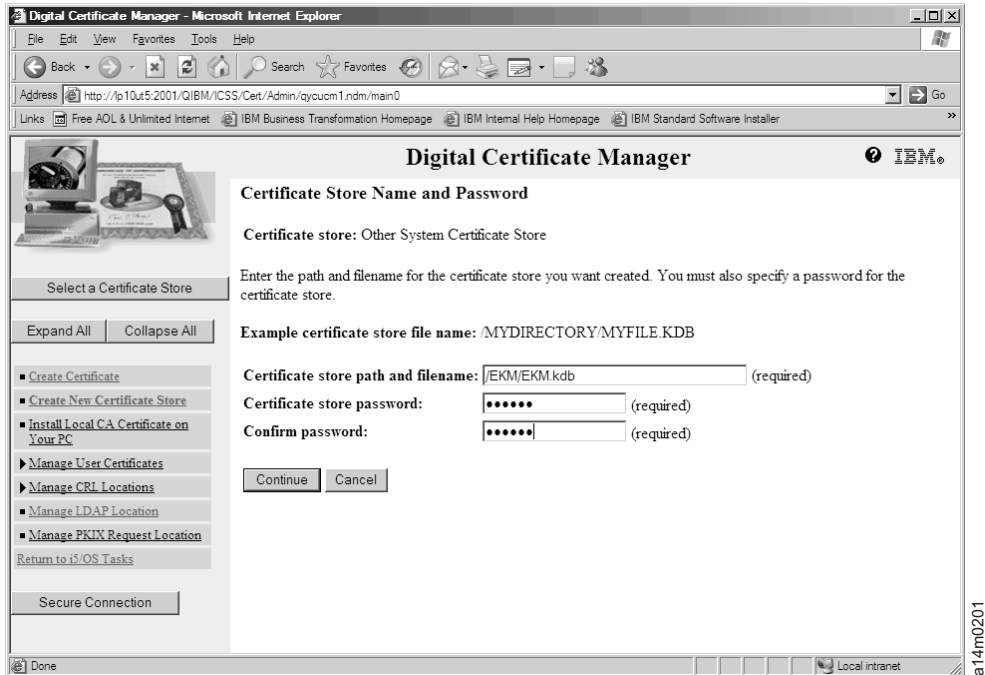 Digital Certificate Manager - Microsoft Internet Explorer
File Edit View Favorites Tools Help
Back Search Favorites
Address http://lp10ut5:2001/QIBM/ICSS/Cert/Admin/qycucm1.ndm/main0 Go
Links Free AOL & Unlimited Internet IBM Business Transformation Homepage IBM Internal Help Homepage IBM Standard Software Installer »
Digital Certificate Manager ? IBM®
Select a Certificate Store
Expand All Collapse All
Create Certificate
Create New Certificate Store
Install Local CA Certificate on
Your PC
Manage User Certificates
Manage CRL Locations
Manage LDAP Location
Manage PKIX Request Location
Return to i5/OS Tasks
Secure Connection
Certificate Store Name and Password
Certificate store: Other System Certificate Store
Enter the path and filename for the certificate store you want created. You must also specify a password for the
certificate store.
Example certificate store file name: /MYDIRECTORY/MYFILE.KDB
Certificate store path and filename: /EKM/EKM.kdb (required)
Certificate store password: •••••• (required)
Confirm password: •••••• (required)
Continue Cancel
Done Local intranet
a14m0201